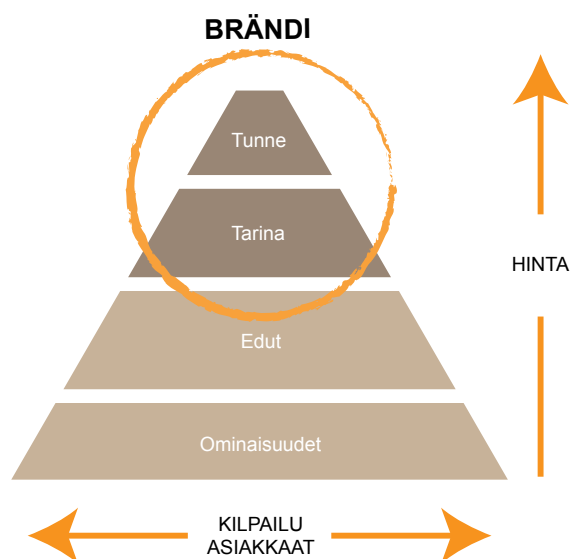 BRÄNDI
Tunne
Tarina
HINTA
Edut
Ominaisuudet
KILPAILU
ASIAKKAAT